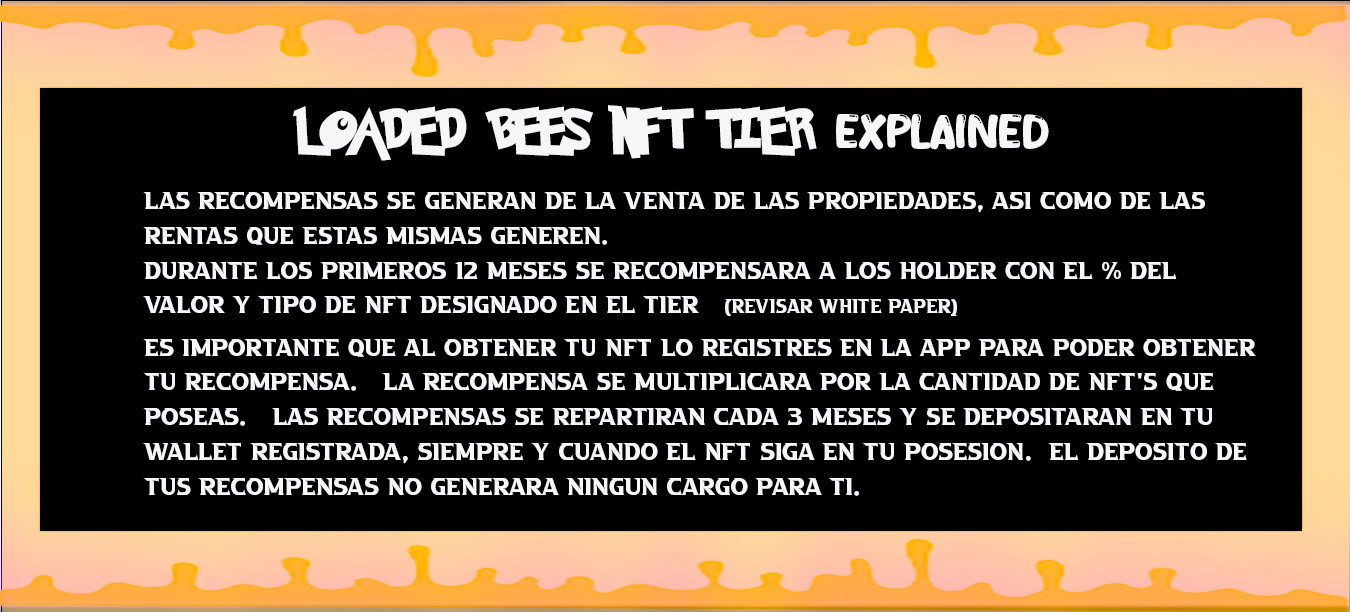 LOADED BEES NFT TIER EXPLAINED
LAS RECOMPENSAS SE GENERAN DE LA VENTA DE LAS PROPIEDADES, ASI COMO DE LAS
RENTAS QUE ESTAS MISMAS GENEREN.
DURANTE LOS PRIMEROS 12 MESES SE RECOMPENSARA A LOS HOLDER CON EL % DEL
VALOR Y TIPO DE NFT DESIGNADO EN EL TIER (REVISAR WHITE PAPER)
ES IMPORTANTE QUE AL OBTENER TU NFT LO REGISTRES EN LA APP PARA PODER OBTENER
TU RECOMPENSA. LA RECOMPENSA SE MULTIPLICARA POR LA CANTIDAD DE NFT'S QUE
POSEAS. LAS RECOMPENSAS SE REPARTIRAN CADA 3 MESES Y SE DEPOSITARAN EN TU
WALLET REGISTRADA, SIEMPRE Y CUANDO EL NFT SIGA EN TU POSESION. EL DEPOSITO DE
TUS RECOMPENSAS NO GENERARA NINGUN CARGO PARA TI.